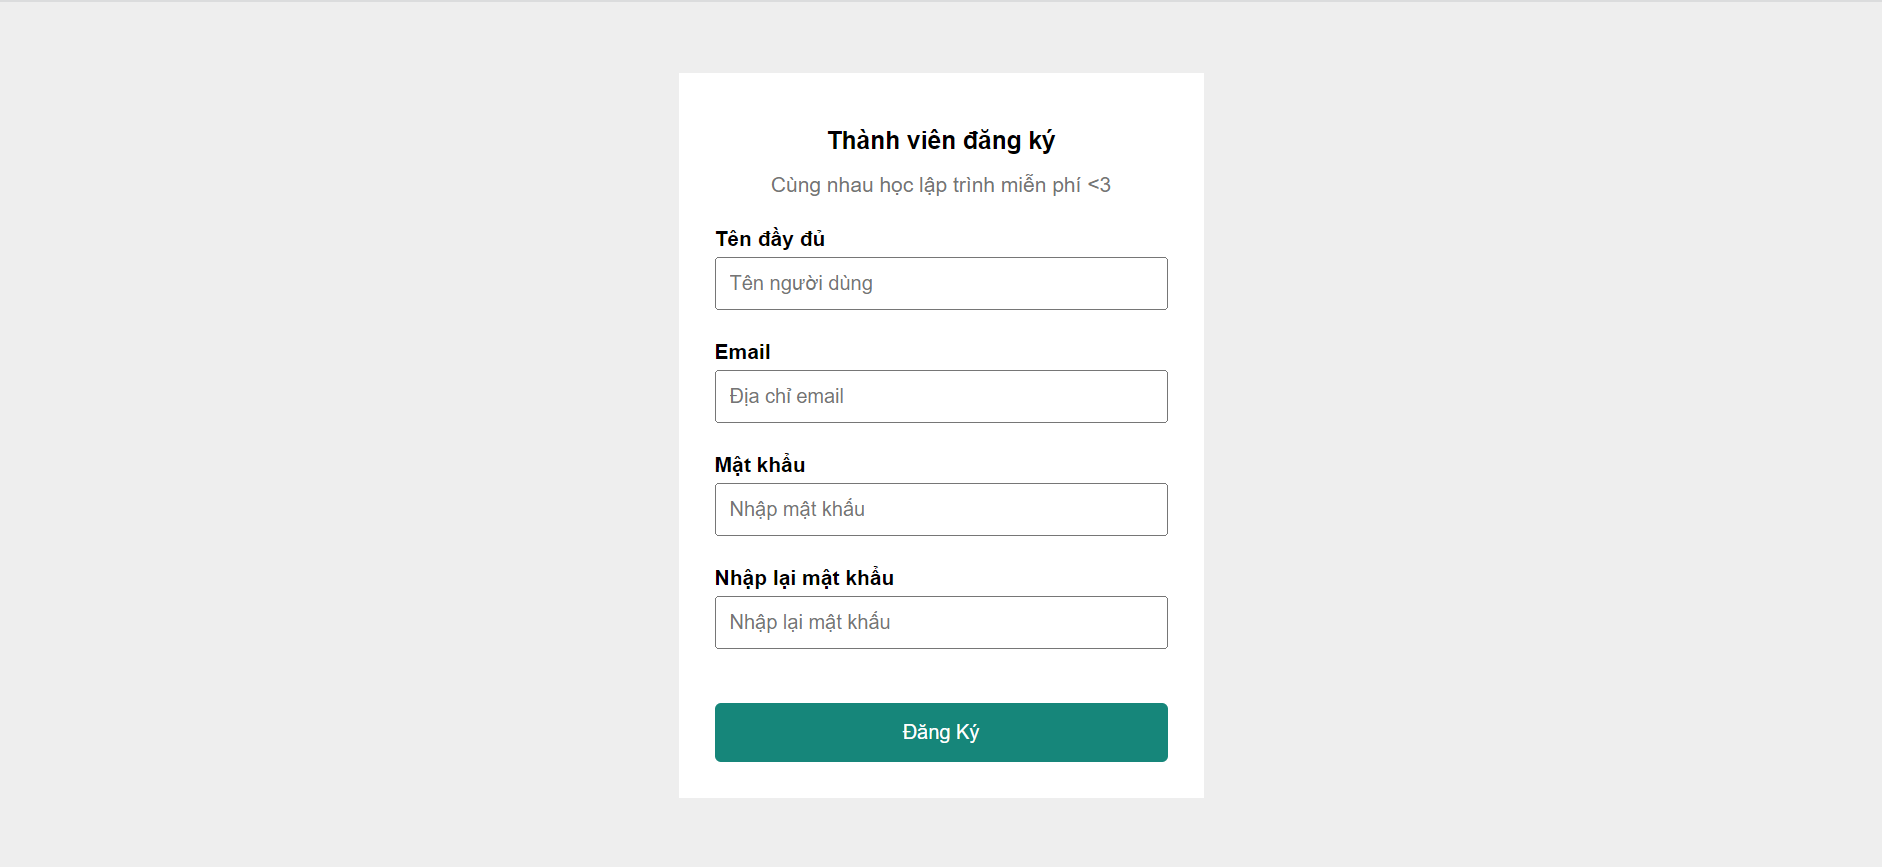 Thành viên đăng ký
Cùng nhau học lập trình miễn phí <3
Tên đầy đủ
Tên người dùng
Email
Địa chỉ email
Mật khẩu
Nhập mật khẩu
Nhập lại mật khẩu
Nhập lại mật khẩu
Đăng Ký